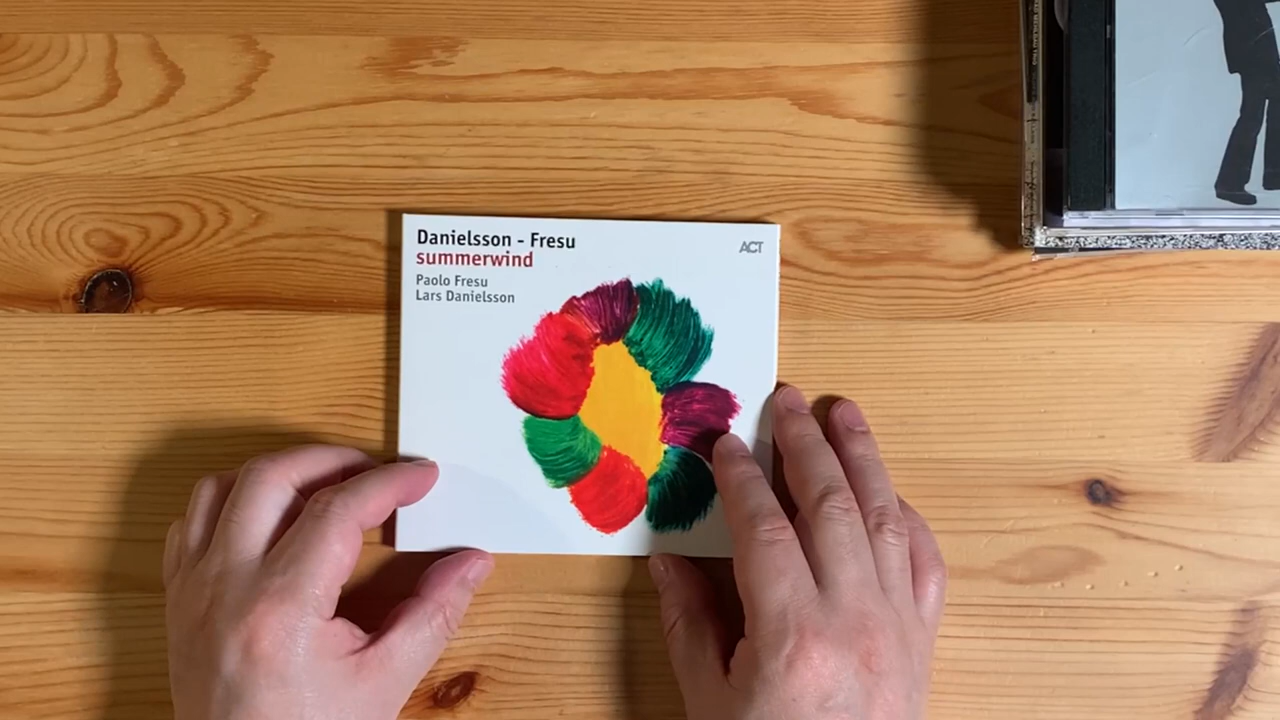 Danielsson - Fresu
summerwind
Paolo Fresu
Lars Danielsson
ACT